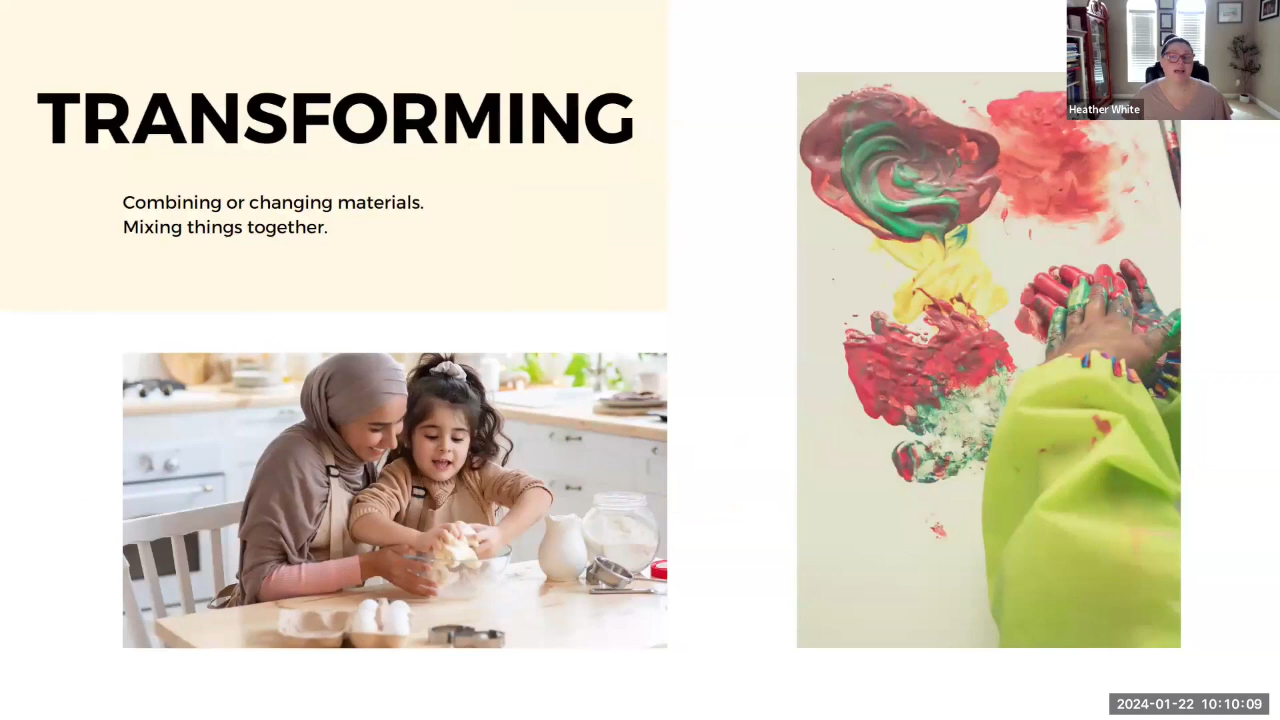 TRANSFORMING
Combining or changing materials.
Mixing things together.
Heather White
2024-01-22 10:10:09